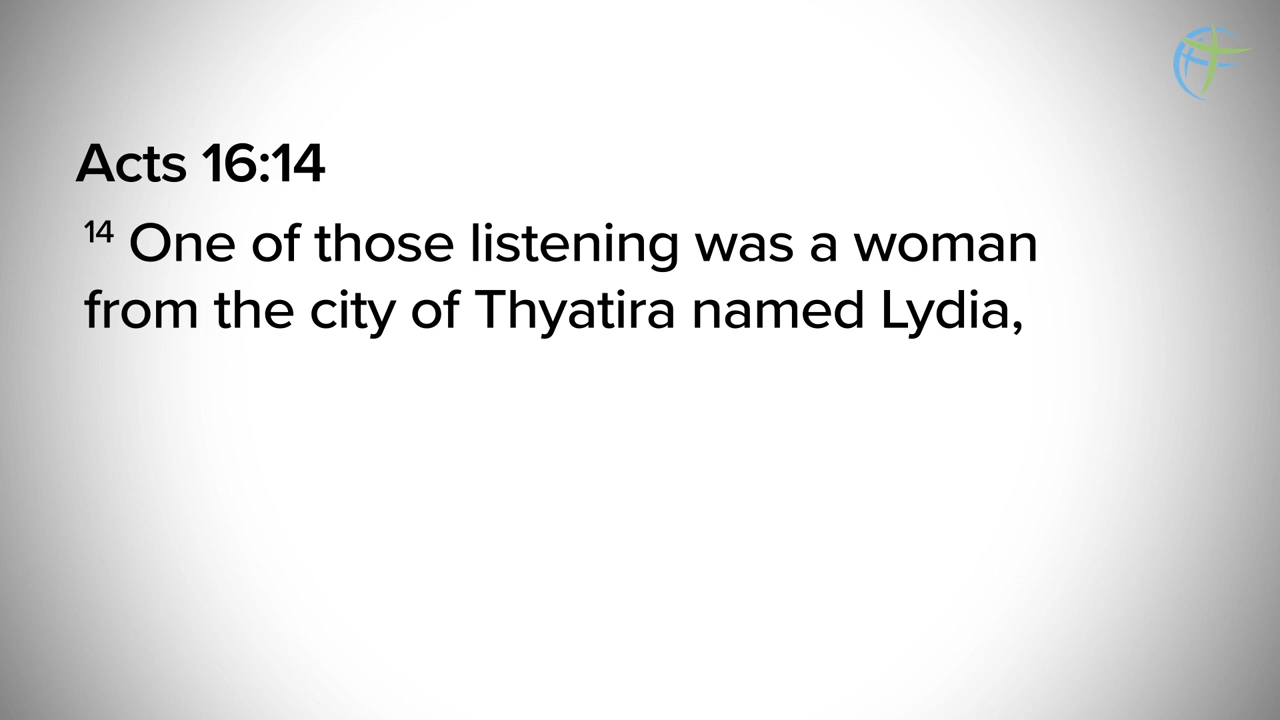 Acts 16:14
14 One of those listening was a woman
from the city of Thyatira named Lydia,